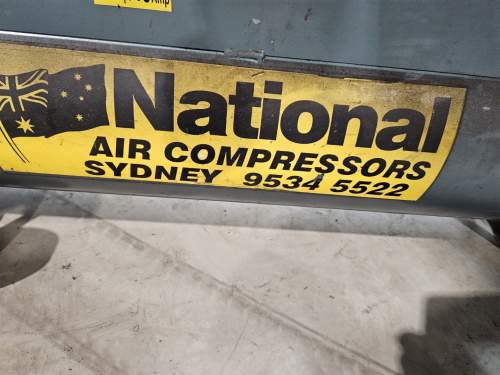 National
AIR COMPRESSORS
SYDNEY 9534 5522